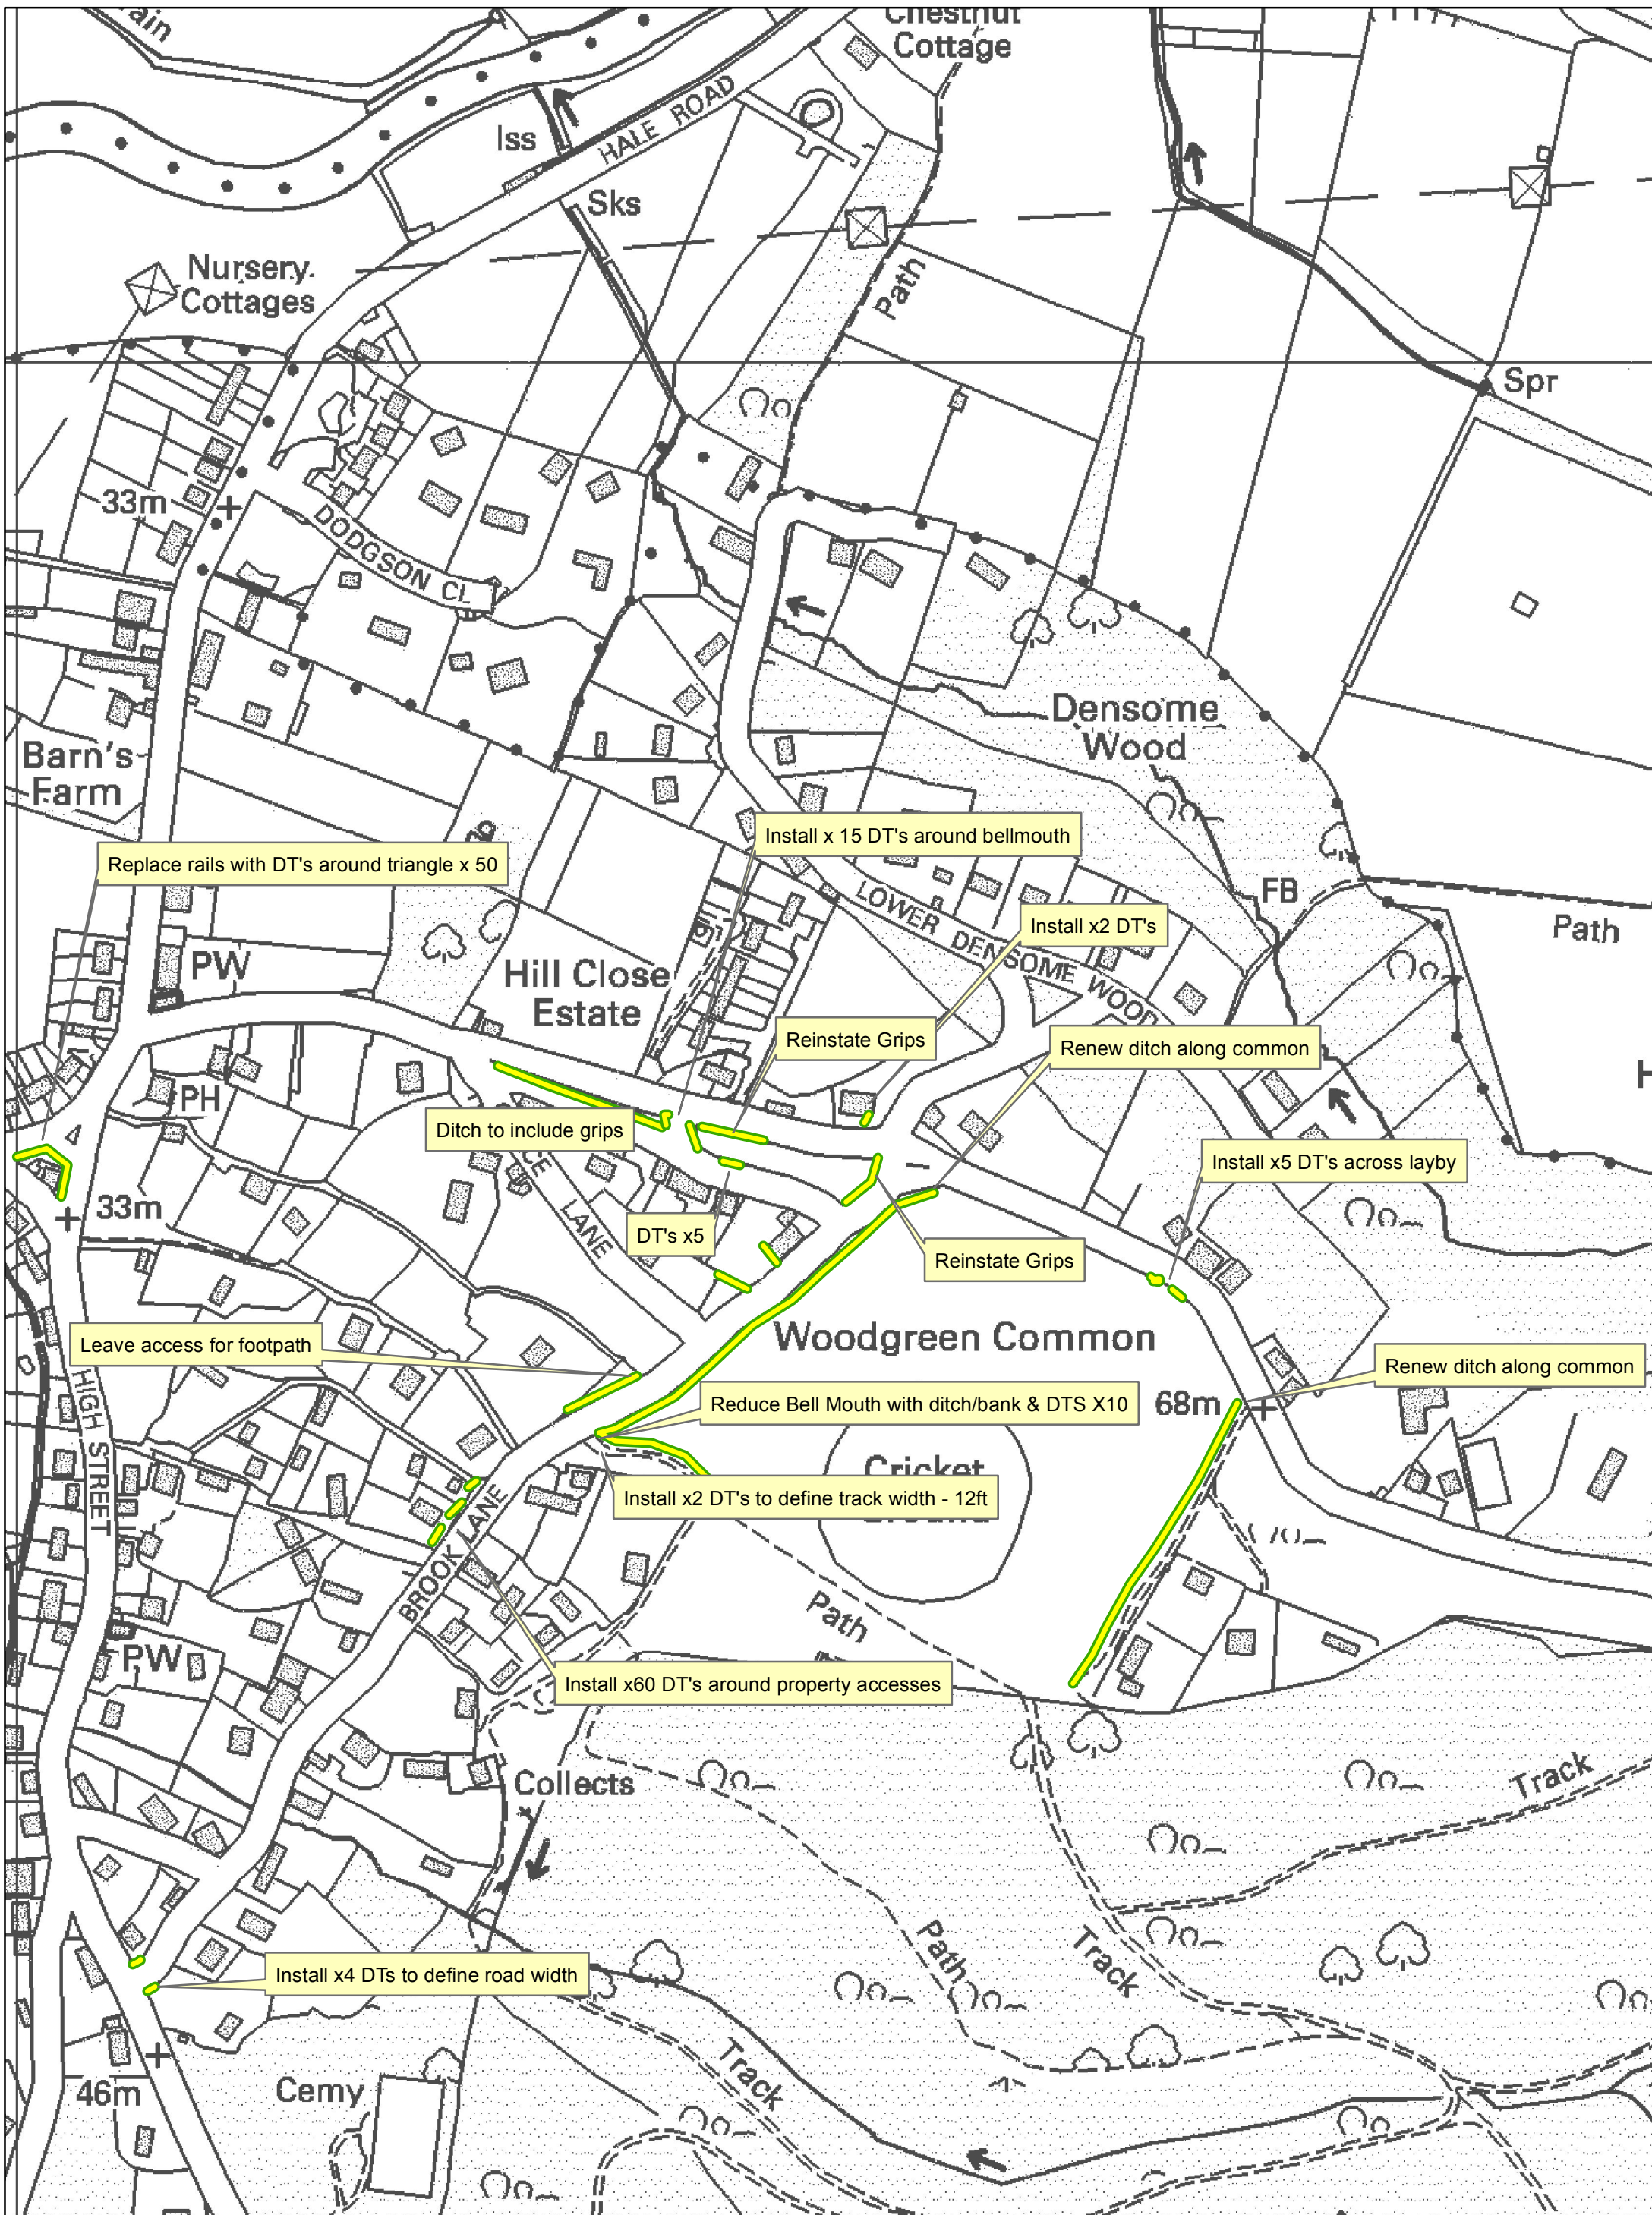 Chestnut
Cottage
Iss
HALE ROAD
Sks
Nursery
Cottages
Path
Spr
33m
DODGSON CL
Densome
Wood
Barn's
Farm
Install x 15 DT's around bellmouth
Replace rails with DT's around triangle x 50
LOWER DENSOME WOOD
FB
Install x2 DT's
Path
PW
Hill Close
Estate
Reinstate Grips
Renew ditch along common
PH
Ditch to include grips
LANE
Install x5 DT's across layby
33m
DT's x5
Reinstate Grips
Woodgreen Common
Leave access for footpath
Renew ditch along common
HIGH STREET
Reduce Bell Mouth with ditch/bank & DTS X10
68m
Cricket
Install x2 DT's to define track width - 12ft
BROOK LANE
Path
PW
Install x60 DT's around property accesses
Collects
Track
Path
Track
Install x4 DTs to define road width
Track
46m
Cemy